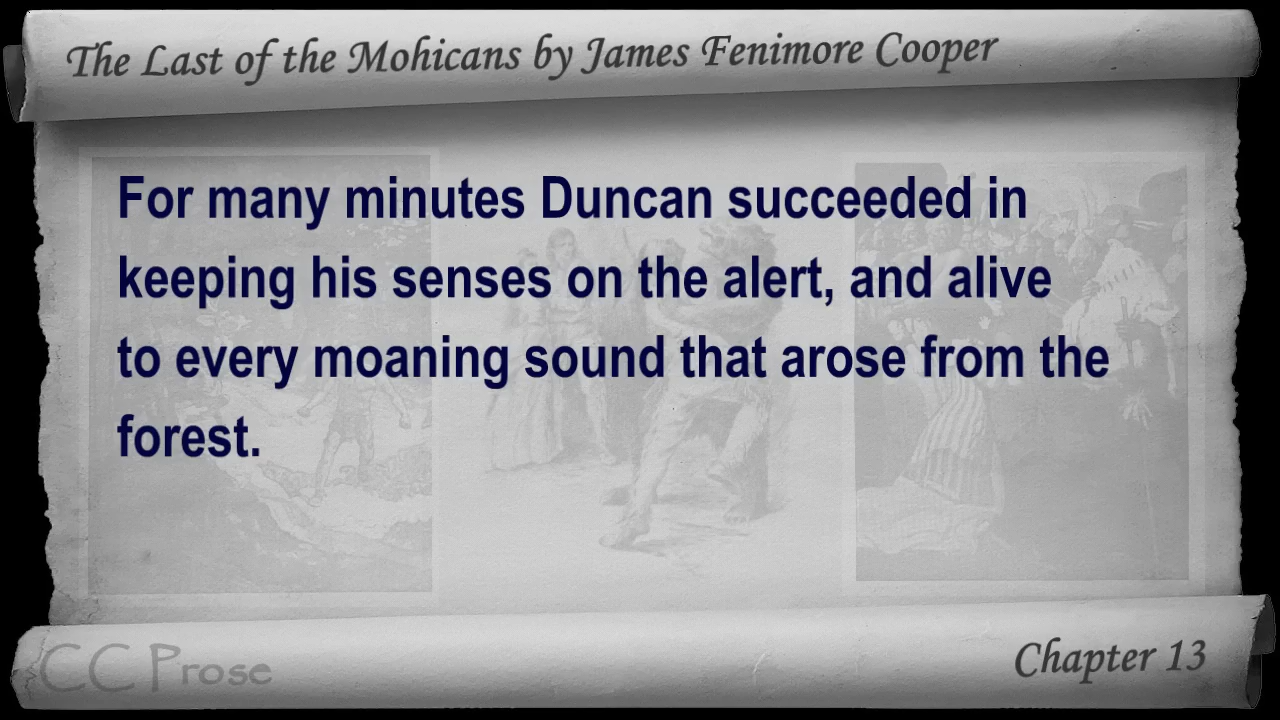 The Last of the Mohicans by James Fenimore Cooper
For many minutes Duncan succeeded in
keeping his senses on the alert, and alive
to every moaning sound that arose from the
forest.
CC Prose
Chapter 13